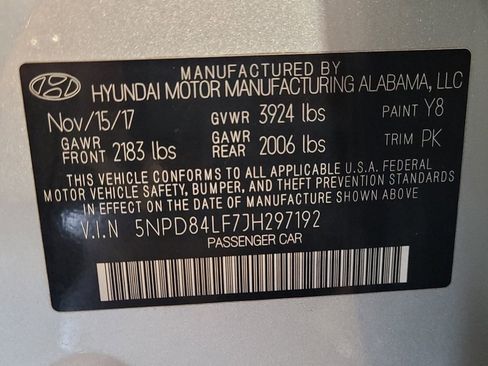 MANUFACTURED BY
HYUNDAI MOTOR MANUFACTURING ALABAMA, LLC
Nov/15/17 GVWR 3924 lbs PAINT Y8
GAWR FRONT 2183 lbs GAWR REAR 2006 lbs TRIM PK
THIS VEHICLE CONFORMS TO ALL APPLICABLE U.S.A. FEDERAL
MOTOR VEHICLE SAFETY, BUMPER, AND THEFT PREVENTION STANDARDS
IN EFFECT ON THE DATE OF MANUFACTURE SHOWN ABOVE.
V.I.N 5NPD84LF7JH297192
PASSENGER CAR